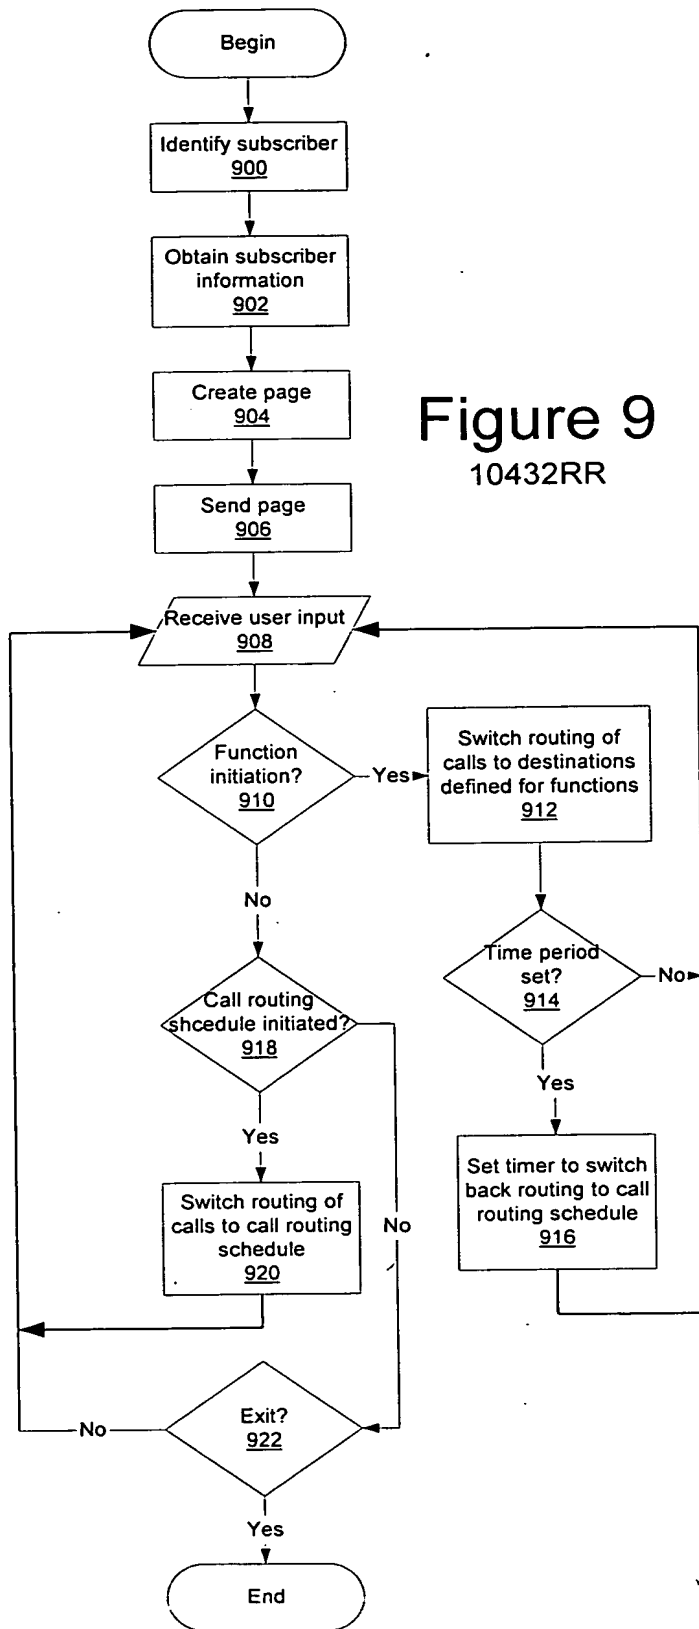 Begin
Identify subscriber
900
Obtain subscriber
information
902
Create page
904
Figure 9
10432RR
Send page
906
Receive user input
908
Function
initiation?
910
Yes
Switch routing of
calls to destinations
defined for functions
912
No
Time period
set?
914
No
Call routing
shcedule initiated?
918
Yes
Yes
Set timer to switch
back routing to call
routing schedule
916
Switch routing of
calls to call routing
schedule
920
No
Exit?
922
No
Yes
End